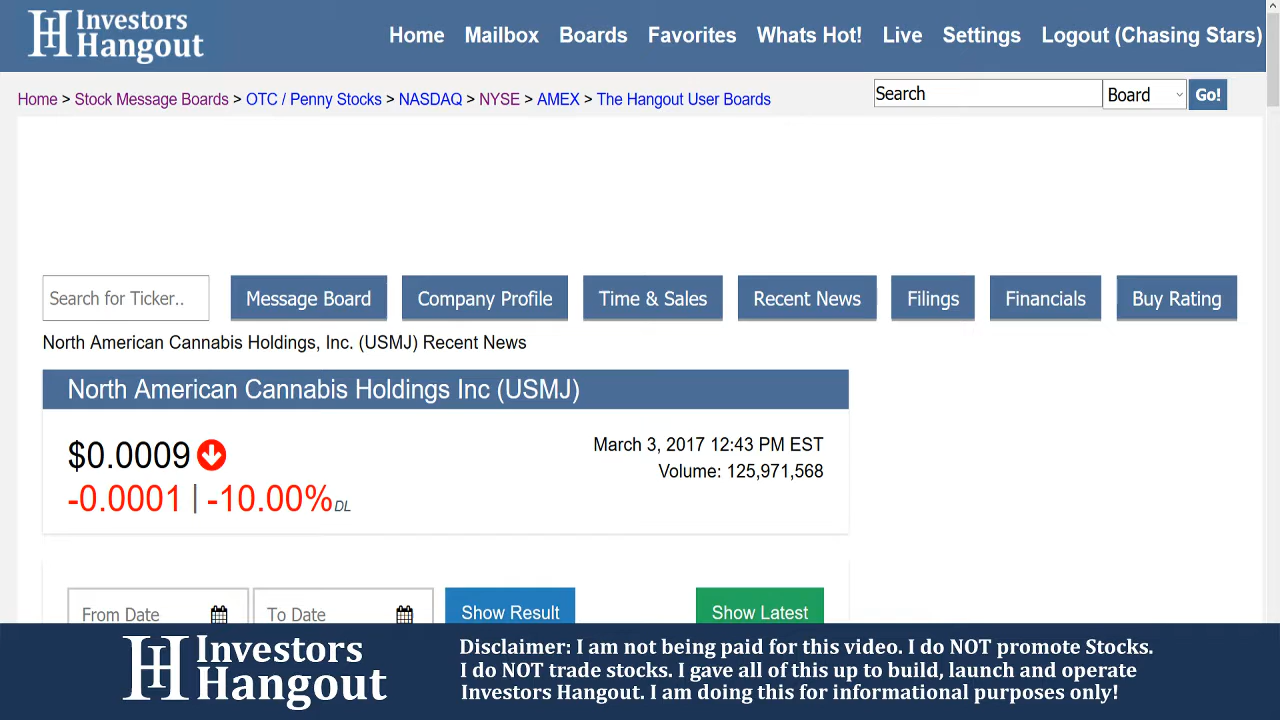 Investors
Hangout
Home Mailbox Boards Favorites Whats Hot! Live Settings Logout (Chasing Stars)
Home > Stock Message Boards > OTC / Penny Stocks > NASDAQ > NYSE > AMEX > The Hangout User Boards
Search Board Go!
Search for Ticker.. Message Board Company Profile Time & Sales Recent News Filings Financials Buy Rating
North American Cannabis Holdings, Inc. (USMJ) Recent News
North American Cannabis Holdings Inc (USMJ)
$0.0009 March 3, 2017 12:43 PM EST
Volume: 125,971,568
-0.0001 | -10.00% DL
From Date To Date Show Result Show Latest
Investors
Hangout
Disclaimer: I am not being paid for this video. I do NOT promote Stocks.
I do NOT trade stocks. I gave all of this up to build, launch and operate
Investors Hangout. I am doing this for informational purposes only!